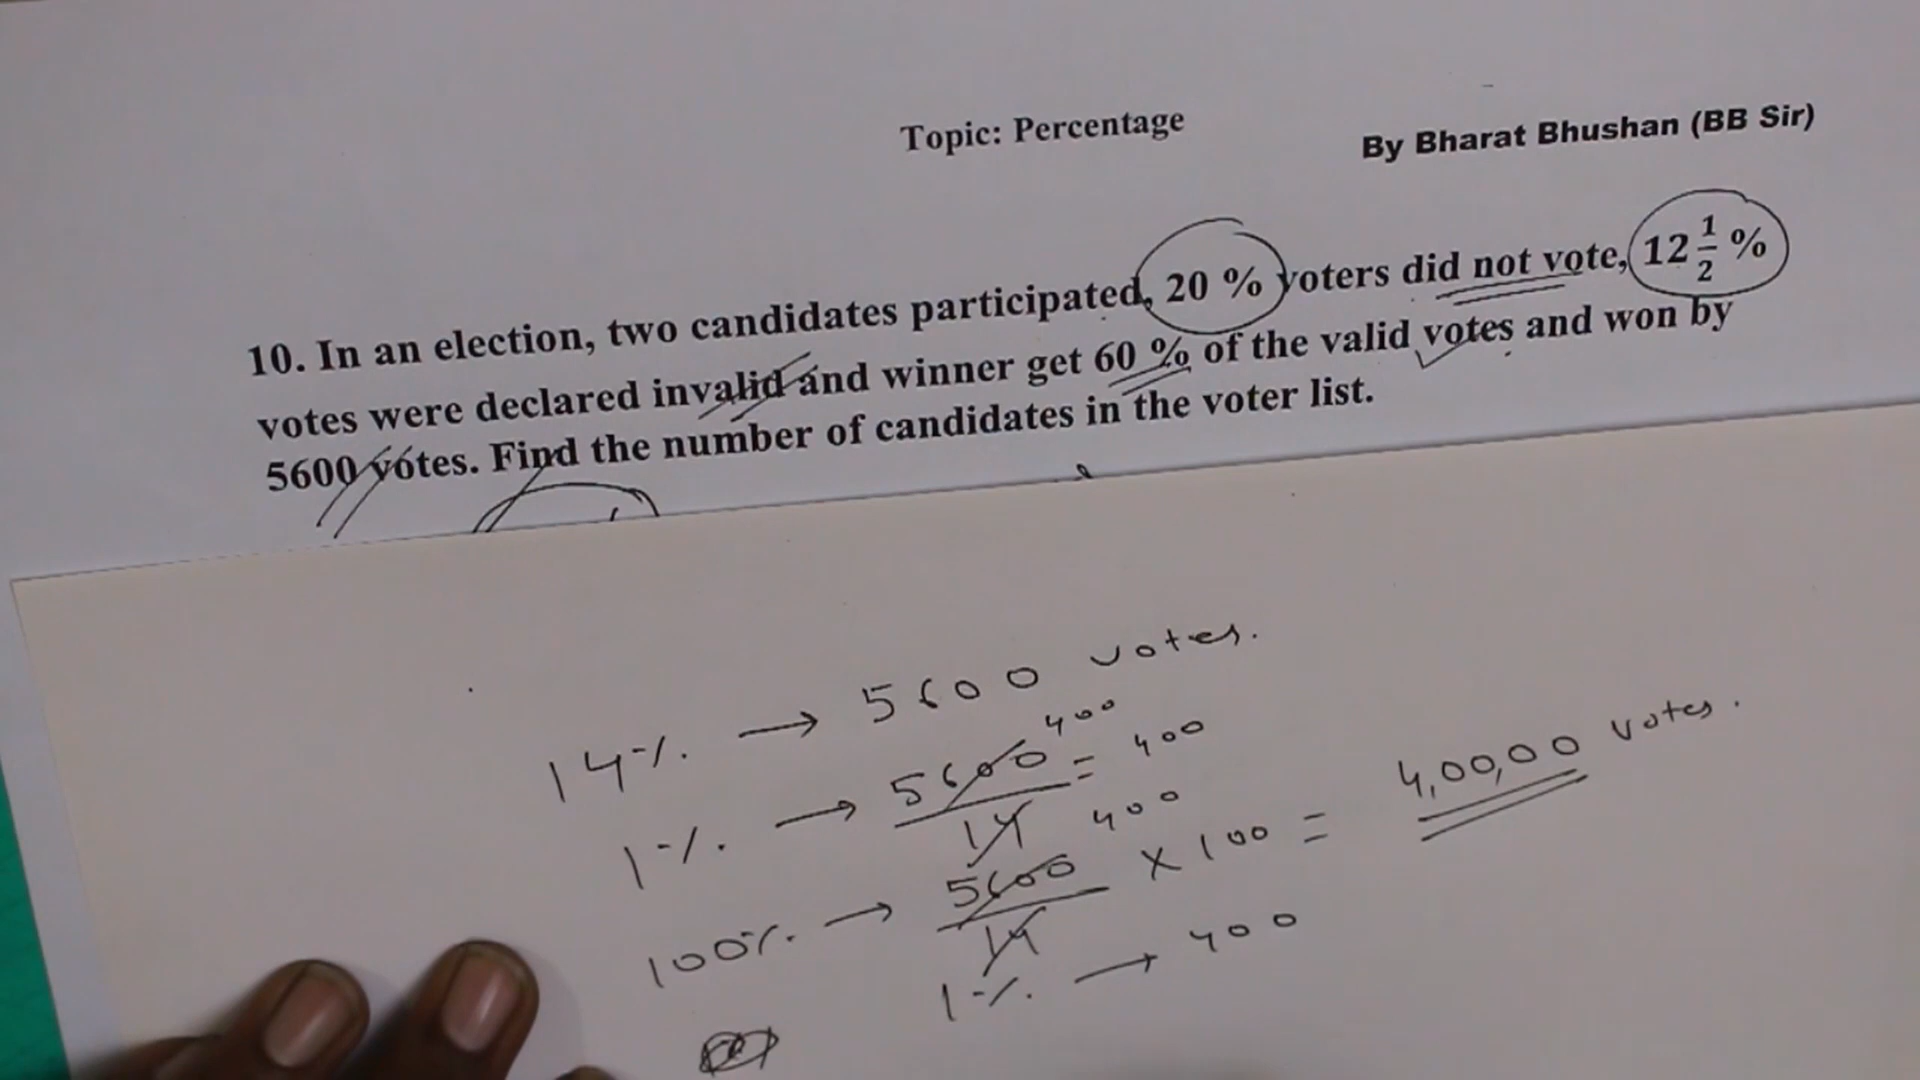 Topic: Percentage
By Bharat Bhushan (BB Sir)
10. In an election, two candidates participated, 20 % voters did not vote, 12 1/2 %
votes were declared invalid and winner get 60 % of the valid votes and won by
5600 votes. Find the number of candidates in the voter list.
14%. → 5600 votes.
1%. → 5600/14 400 = 400
100%. → 5600/14 400 × 100 = 4,00,00 votes.
1%. → 400